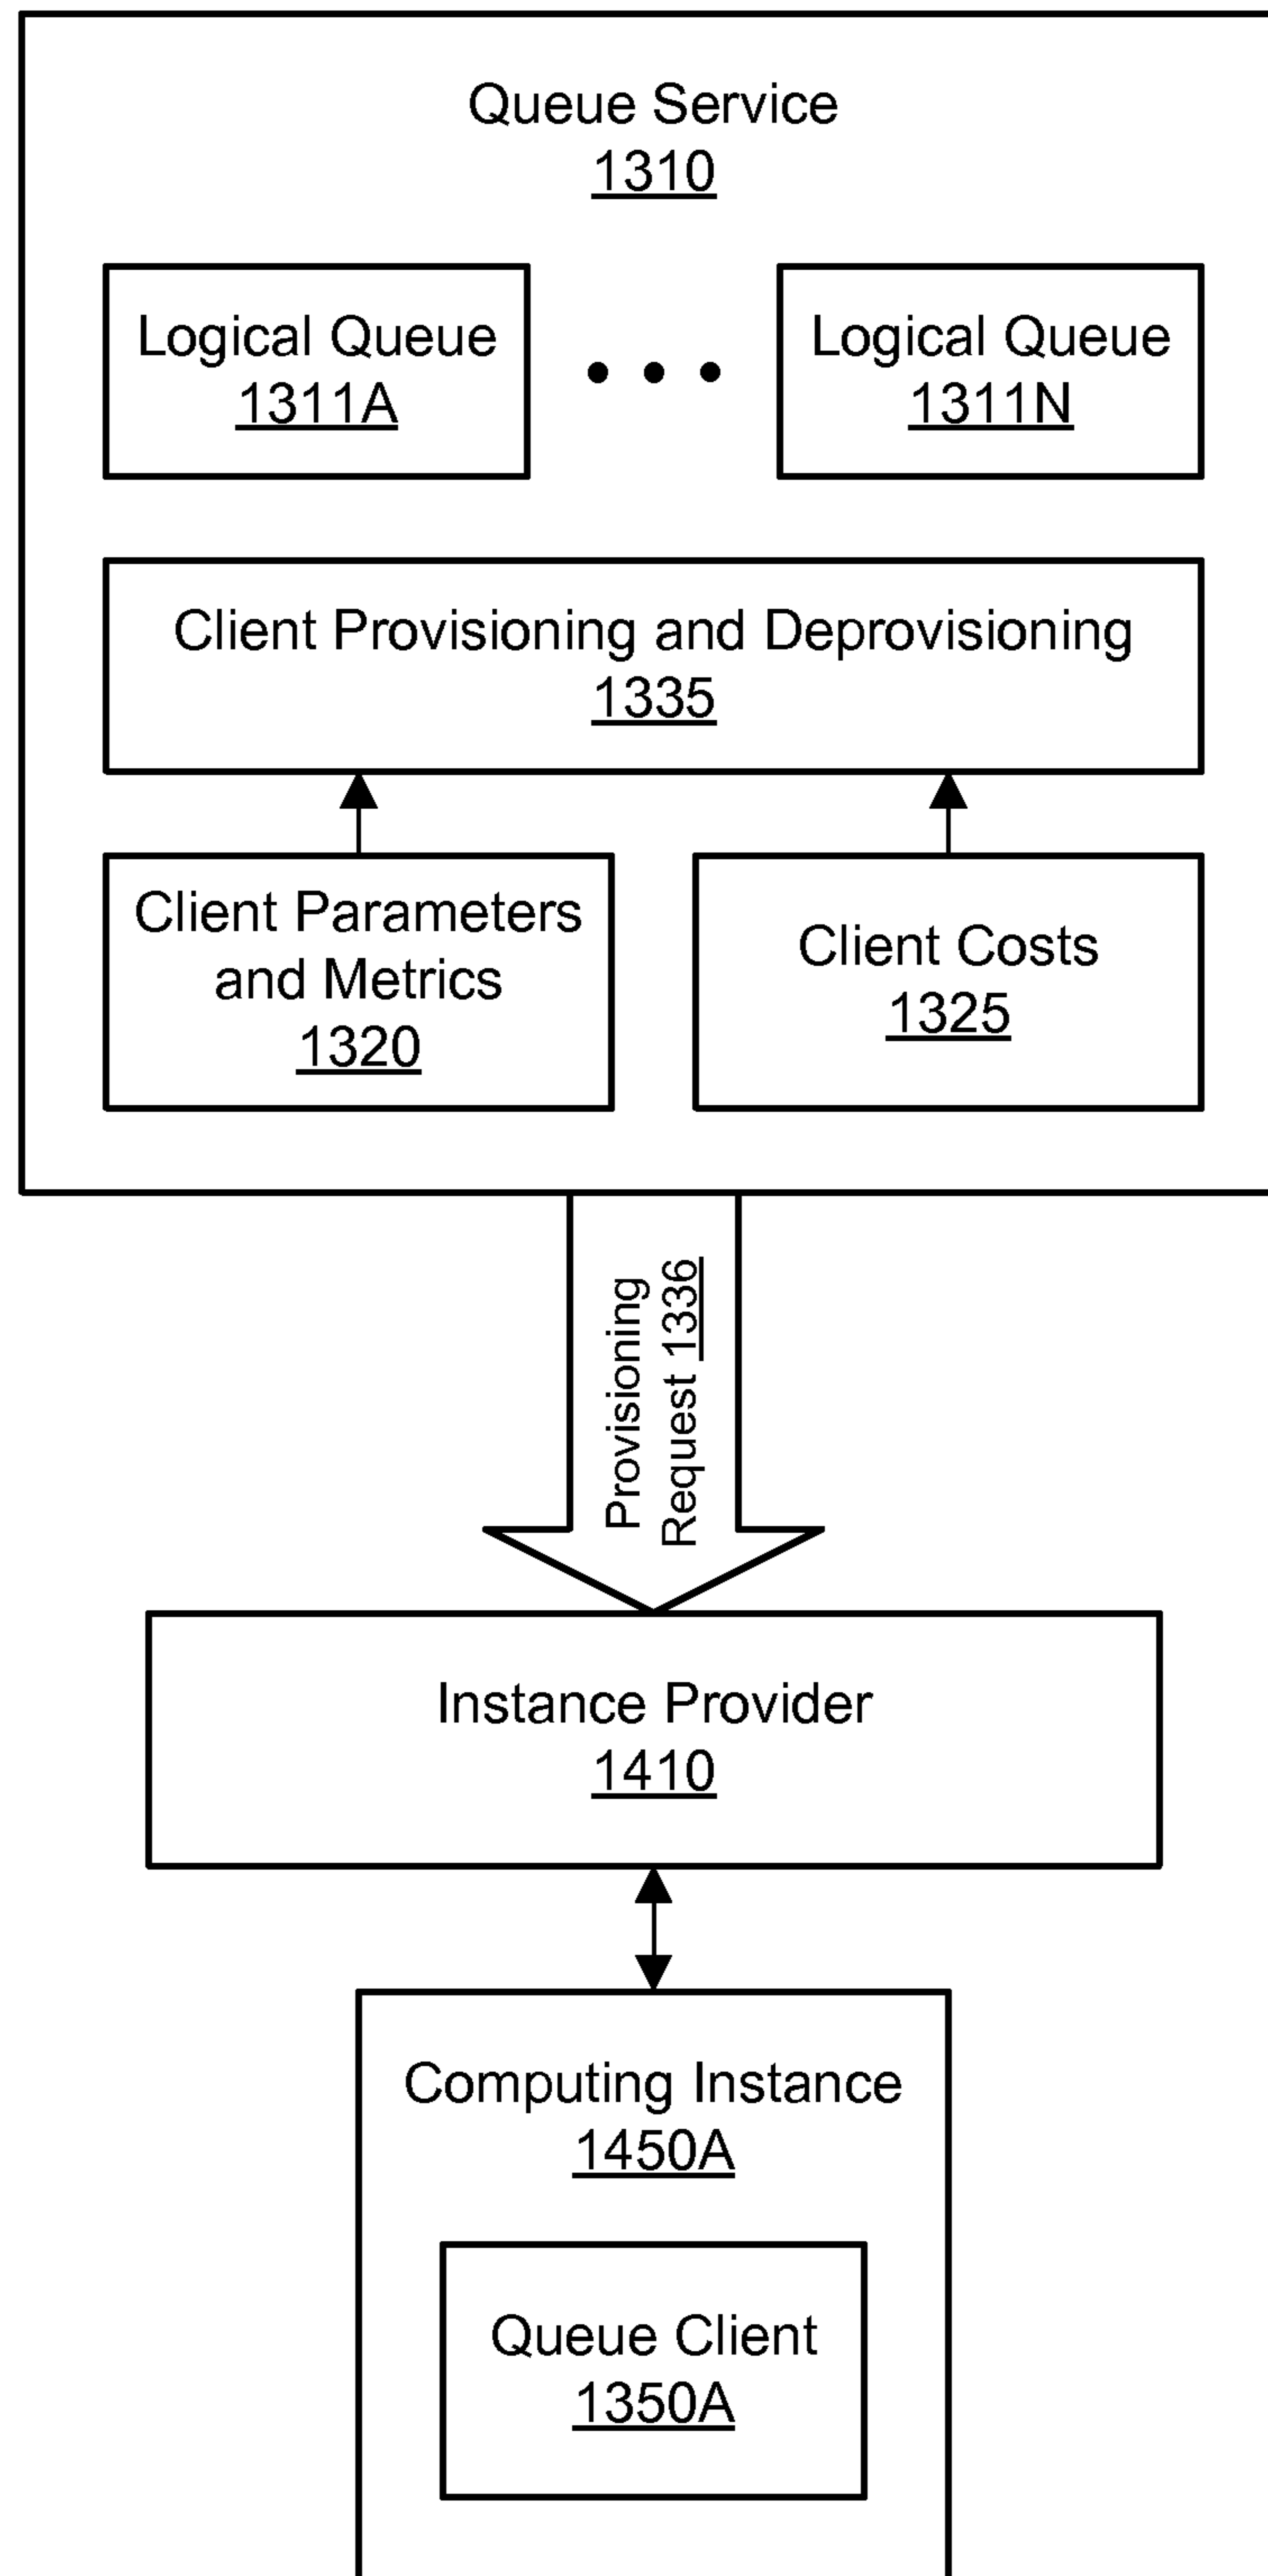 Queue Service
1310
Logical Queue
1311A
Logical Queue
1311N
Client Provisioning and Deprovisioning
1335
Client Parameters
and Metrics
1320
Client Costs
1325
Provisioning
Request 1336
Instance Provider
1410
Computing Instance
1450A
Queue Client
1350A